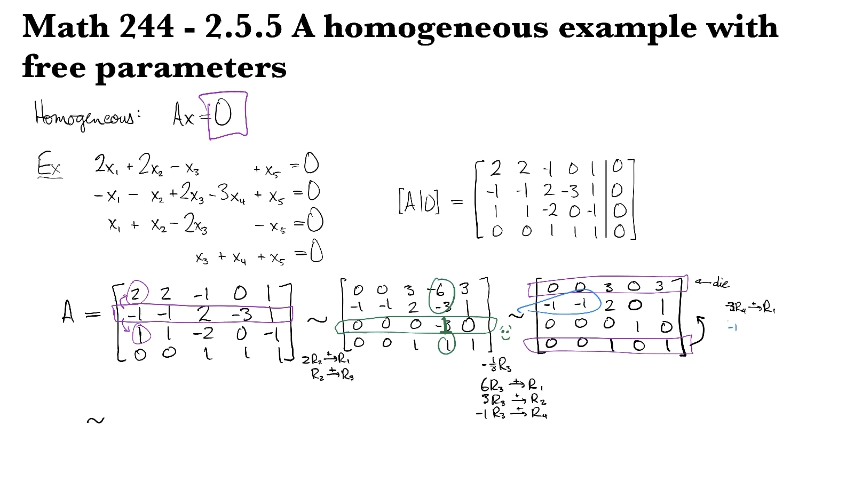 Math 244 - 2.5.5 A homogeneous example with
free parameters
Homogeneous: Ax = 0
Ex 2x₁ + 2x₂ - x₃ + x₅ = 0
-x₁ - x₂ + 2x₃ - 3x₄ + x₅ = 0
x₁ + x₂ - 2x₃ - x₅ = 0
x₃ + x₄ + x₅ = 0
[A|0] =
2 2 -1 0 1 | 0
-1 -1 2 -3 1 | 0
1 1 -2 0 -1 | 0
0 0 1 1 1 | 0
A =
2 2 -1 0 1
-1 -1 2 -3 1
1 1 -2 0 -1
0 0 1 1 1
~
2R₂ +→ R₁
R₂ +→ R₃
0 0 3 -6 3
-1 -1 2 -3 1
0 0 0 -3 0
0 0 1 1 1
~
-1/3 R₃
6R₃ +→ R₁
3R₃ +→ R₂
-1 R₃ +→ R₄
0 0 3 0 3 ← die
-1 -1 2 0 1
0 0 0 1 0
0 0 1 0 1
-3R₄ +→ R₁
-1
~